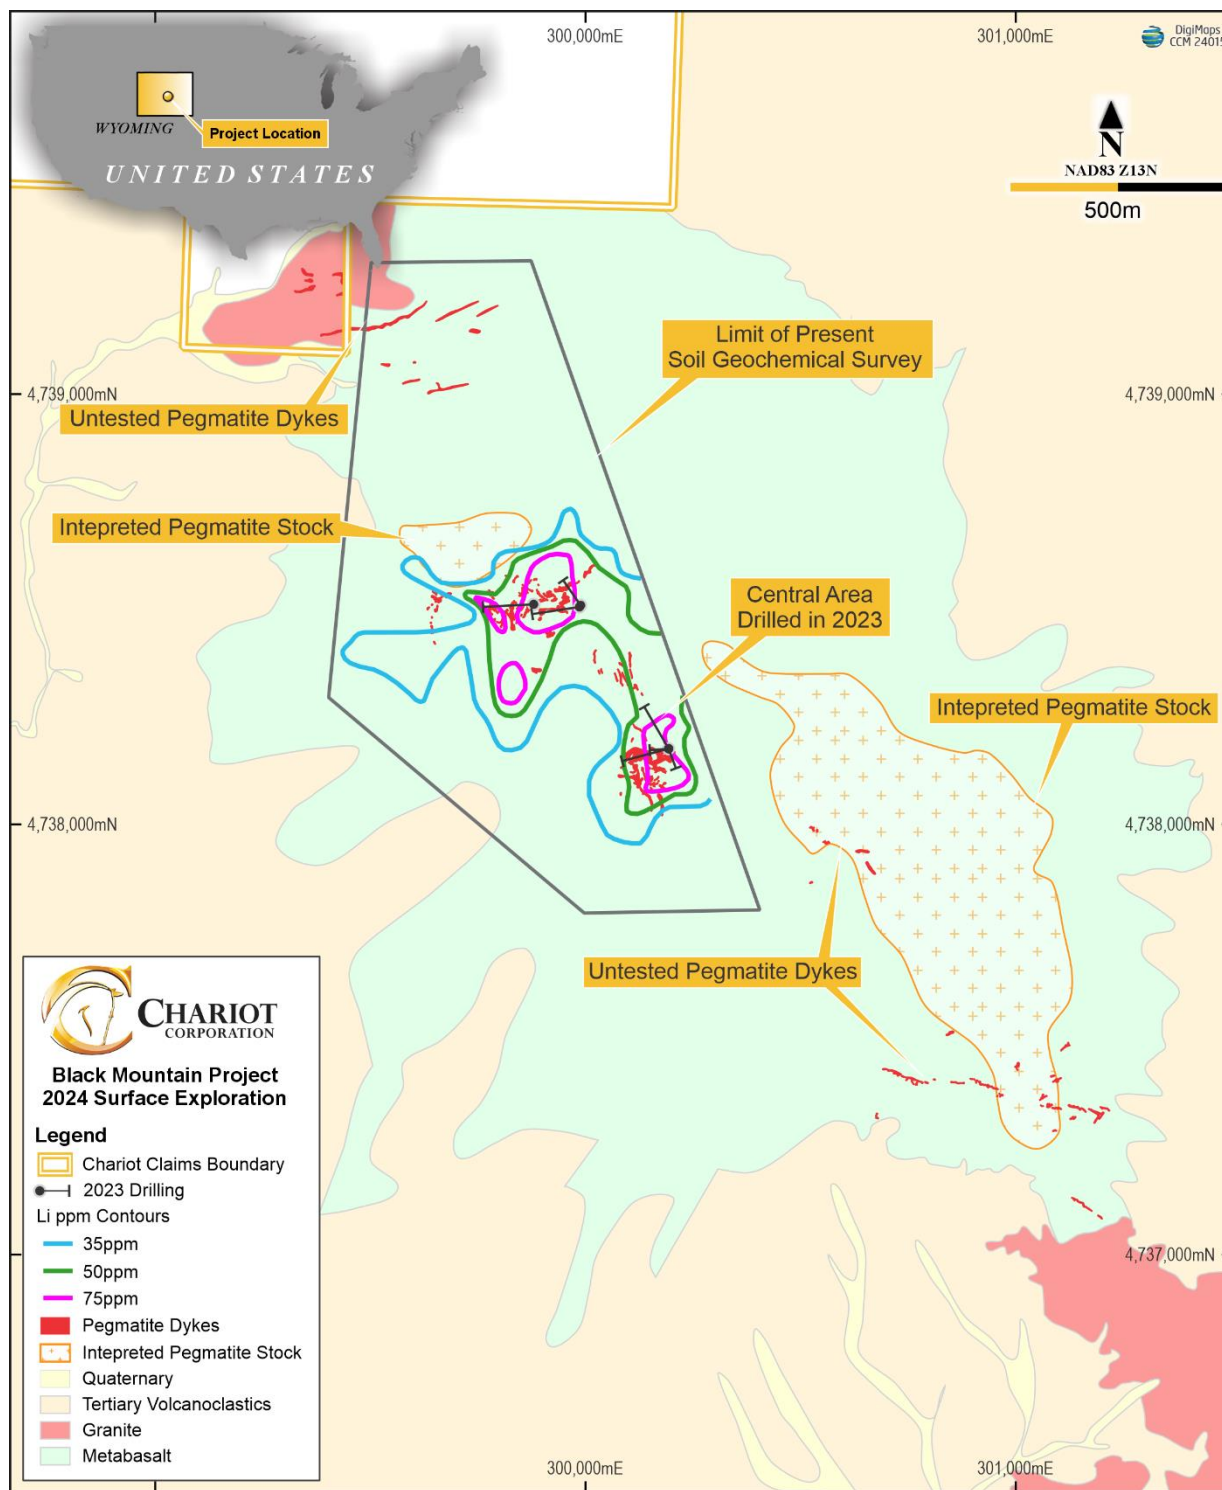 300,000mE
301,000mE
DigiMaps
CCM 24015
WYOMING
Project Location
UNITED STATES
N
NAD83 Z13N
500m
Limit of Present
Soil Geochemical Survey
4,739,000mN
4,739,000mN
Untested Pegmatite Dykes
Intepreted Pegmatite Stock
Central Area
Drilled in 2023
Intepreted Pegmatite Stock
4,738,000mN
4,738,000mN
Untested Pegmatite Dykes
CHARIOT
CORPORATION
Black Mountain Project
2024 Surface Exploration
Legend
Chariot Claims Boundary
2023 Drilling
Li ppm Contours
35ppm
50ppm
75ppm
Pegmatite Dykes
Intepreted Pegmatite Stock
Quaternary
Tertiary Volcanoclastics
Granite
Metabasalt
4,737,000mN
300,000mE
301,000mE